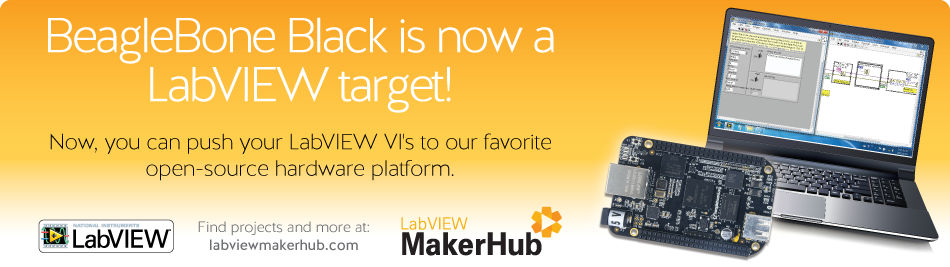 BeagleBone Black is now a
LabVIEW target!
Now, you can push your LabVIEW VI's to our favorite
open-source hardware platform.
NATIONAL INSTRUMENTS
LabVIEW
Find projects and more at:
labviewmakerhub.com
LabVIEW
MakerHub
5 V